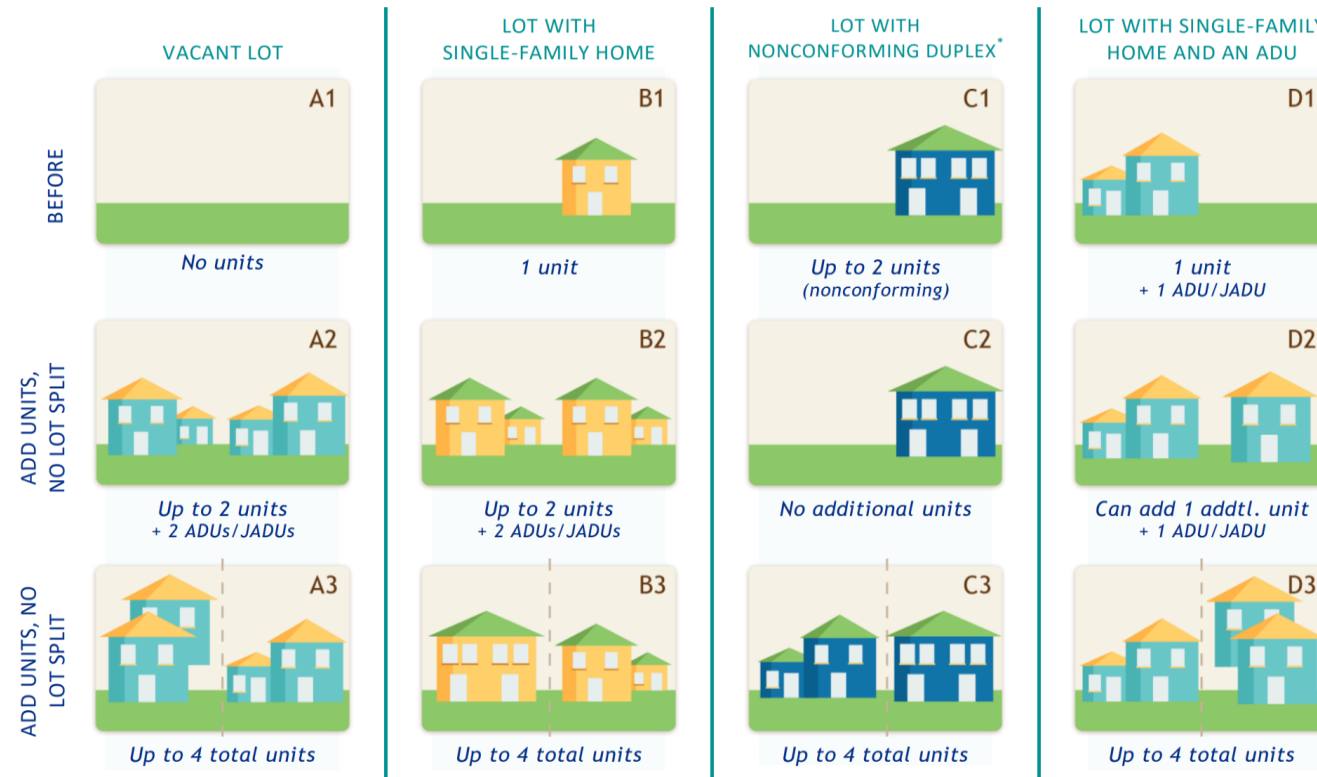 VACANT LOT
LOT WITH
SINGLE-FAMILY HOME
LOT WITH
NONCONFORMING DUPLEX*
LOT WITH SINGLE-FAMILY
HOME AND AN ADU
BEFORE
A1
B1
C1
D1
No units
1 unit
Up to 2 units
(nonconforming)
1 unit
+ 1 ADU/JADU
ADD UNITS,
NO LOT SPLIT
A2
B2
C2
D2
Up to 2 units
+ 2 ADUs/JADUs
Up to 2 units
+ 2 ADUs/JADUs
No additional units
Can add 1 addtl. unit
+ 1 ADU/JADU
ADD UNITS, NO
LOT SPLIT
A3
B3
C3
D3
Up to 4 total units
Up to 4 total units
Up to 4 total units
Up to 4 total units